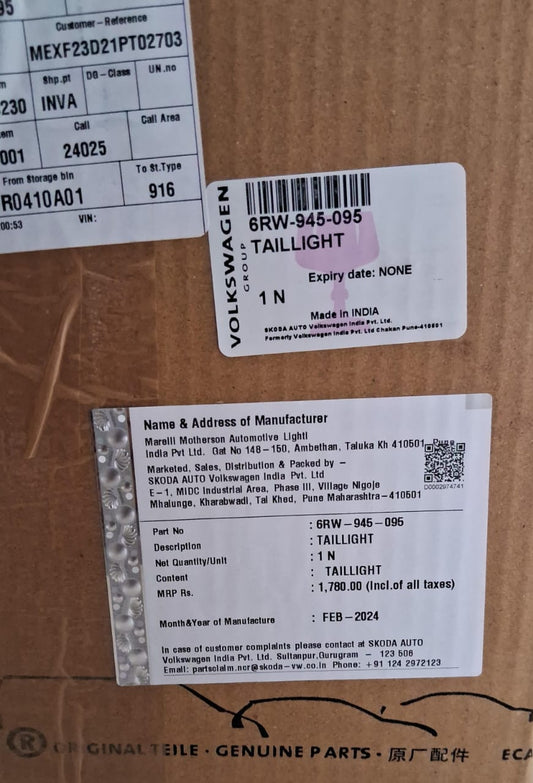 95
Customer-Reference
MEXF23D21PT02703
Shp.pt
DG-Class
UN.no
230
INVA
Call
Call Area
001
24025
From Storage bin
To St.Type
R0410A01
916
00:53
VIN:
VOLKSWAGEN
GROUP
6RW-945-095
TAILLIGHT
Expiry date: NONE
1 N
Made in INDIA
SKODA AUTO Volkswagen India Pvt. Ltd.
Formerly Volkswagen India Pvt. Ltd Chakan Pune-410501
Name & Address of Manufacturer
Marelli Motherson Automotive Lighti
India Pvt Ltd. Gat No 148-150, Ambethan, Taluka Kh 410501, Pune
Marketed, Sales, Distribution & Packed by -
SKODA AUTO Volkswagen India Pvt. Ltd
E-1, MIDC Industrial Area, Phase III, Village Nigoje
Mhalunge, Kharabwadi, Tal Khed, Pune Maharashtra-410501
D0002974741
Part No : 6RW-945-095
Description : TAILLIGHT
Net Quantity/Unit : 1 N
Content : TAILLIGHT
MRP Rs. : 1,780.00 (Incl.of all taxes)
Month&Year of Manufacture : FEB-2024
In case of customer complaints please contact at SKODA AUTO
Volkswagen India Pvt. Ltd. Sultanpur,Gurugram - 123 506
Email: partsclaim.ncr@skoda-vw.co.in Phone: +91 124 2972123
® ORIGINAL TEILE · GENUINE PARTS · 原厂配件